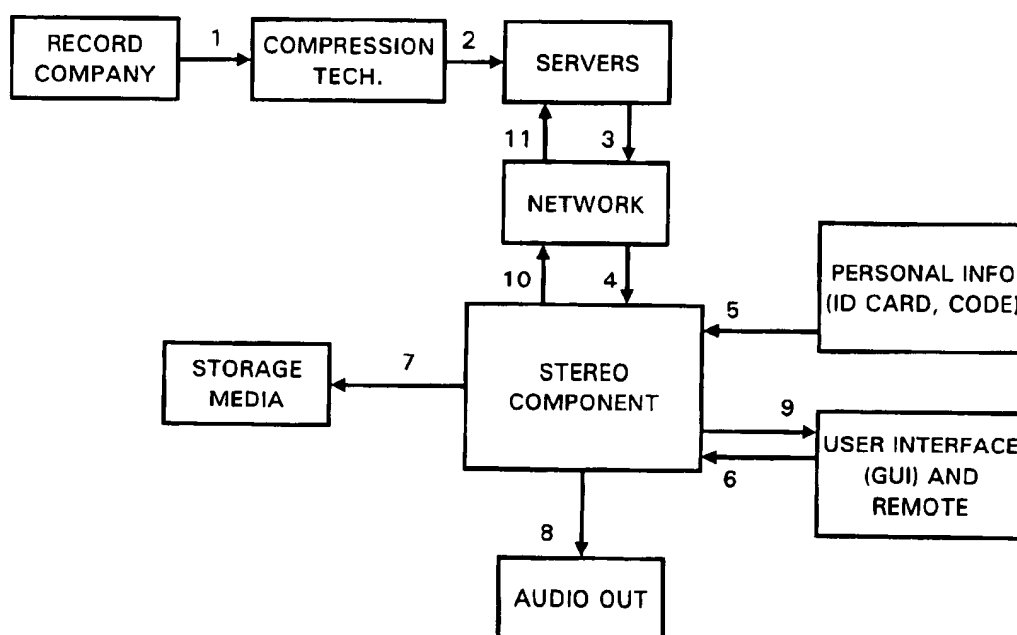 1
RECORD
COMPANY
COMPRESSION
TECH.
2
SERVERS
11
3
NETWORK
10
4
PERSONAL INFO
(ID CARD, CODE)
5
STORAGE
MEDIA
7
STEREO
COMPONENT
9
6
USER INTERFACE
(GUI) AND
REMOTE
8
AUDIO OUT